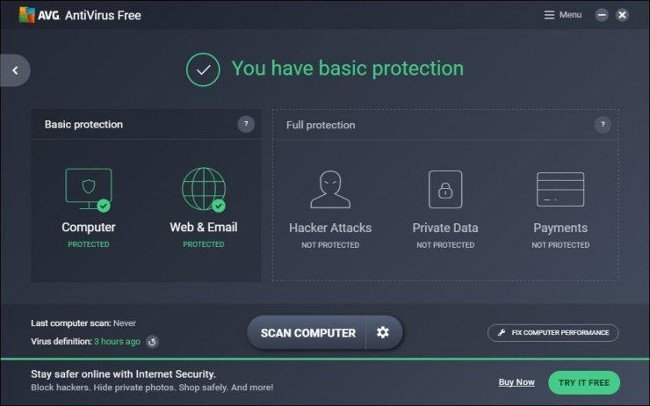 AVG AntiVirus Free
Menu
You have basic protection
Basic protection
?
Full protection
?
Computer
PROTECTED
Web & Email
PROTECTED
Hacker Attacks
NOT PROTECTED
Private Data
NOT PROTECTED
Payments
NOT PROTECTED
Last computer scan: Never
Virus definition: 3 hours ago
SCAN COMPUTER
FIX COMPUTER PERFORMANCE
Stay safer online with Internet Security.
Block hackers. Hide private photos. Shop safely. And more!
Buy Now
TRY IT FREE